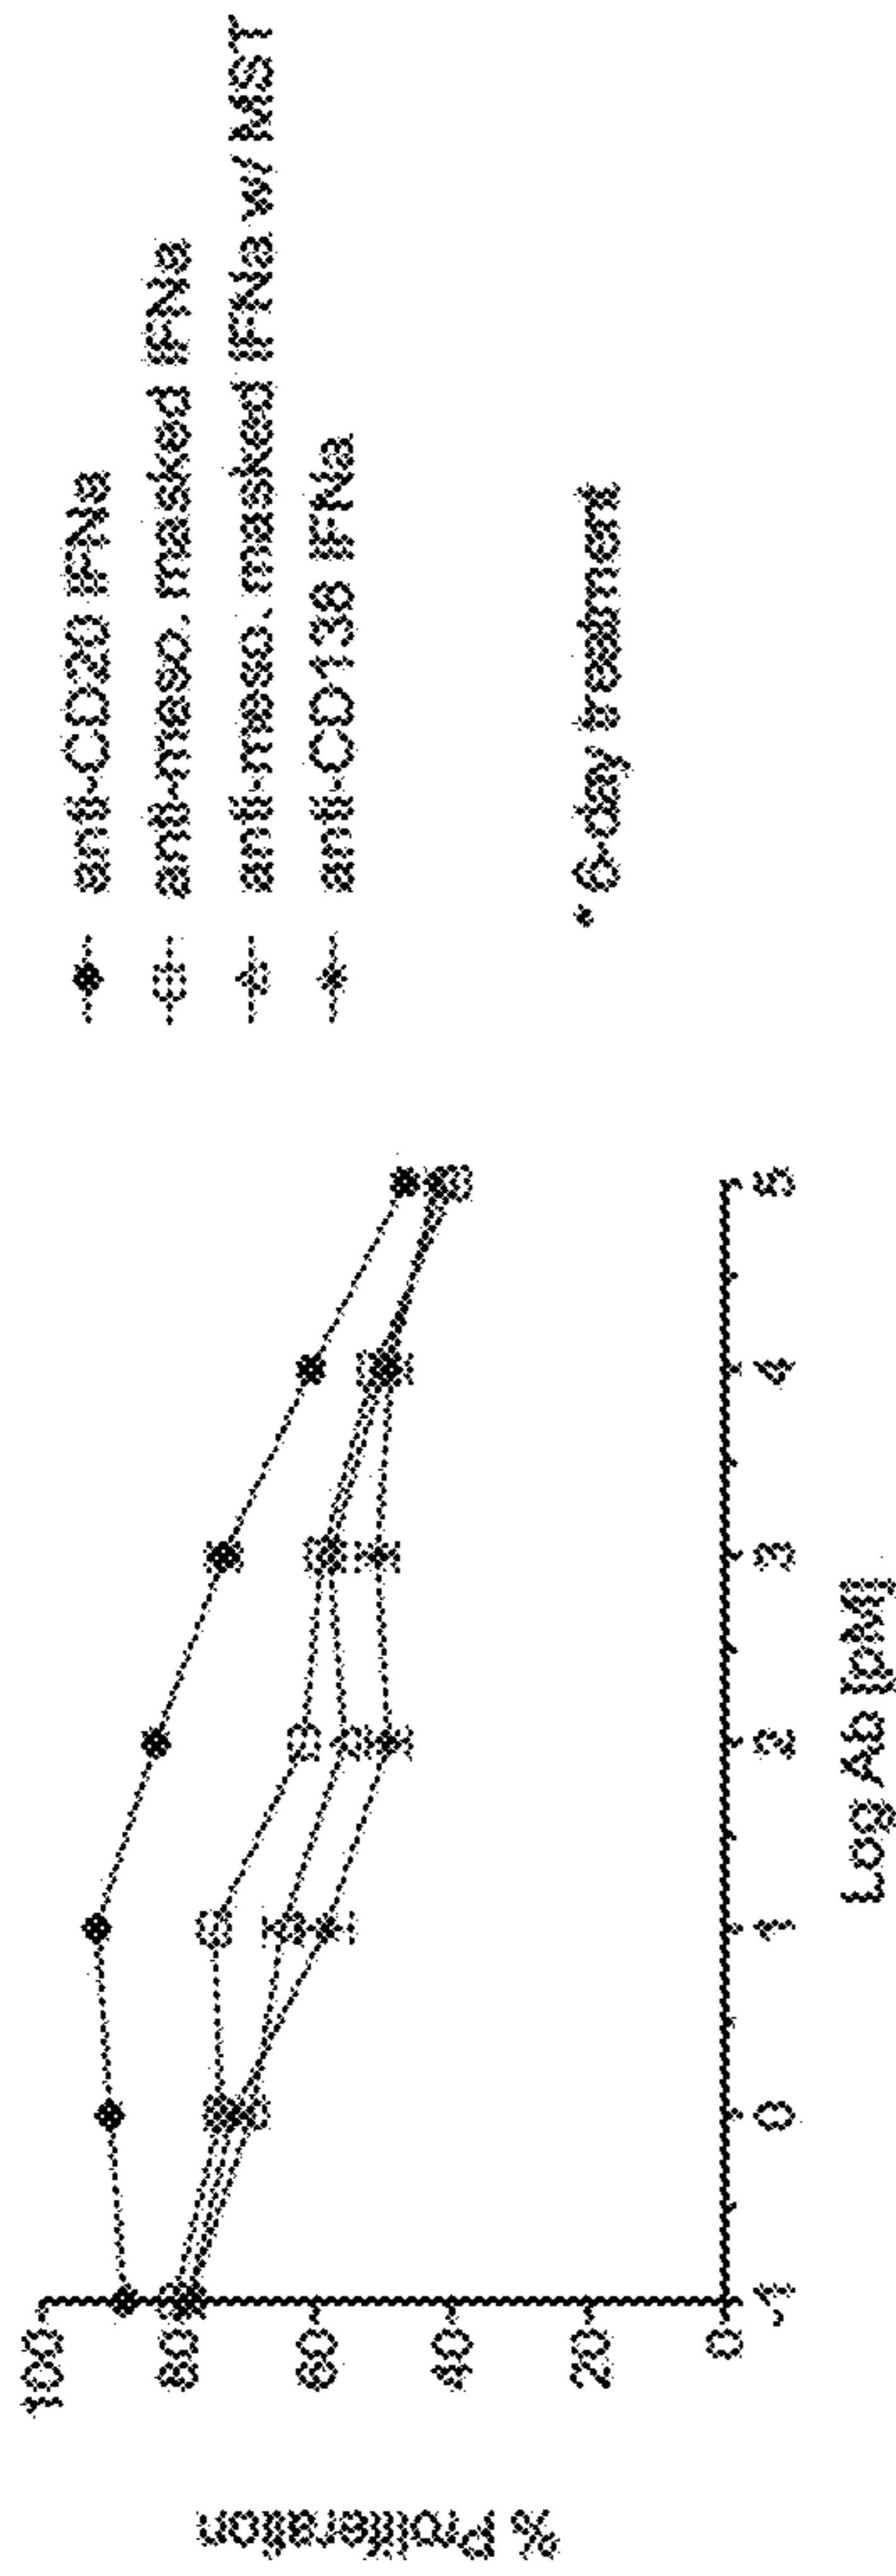 % Proliferation
100
80
60
40
20
0
-1
0
1
2
3
4
5
Log Ab [pM]
anti-CD20 IFNa
anti-meso. masked IFNa
anti-meso. masked IFNa w/ MST
anti-CD138 IFNa
* 6-day treatment